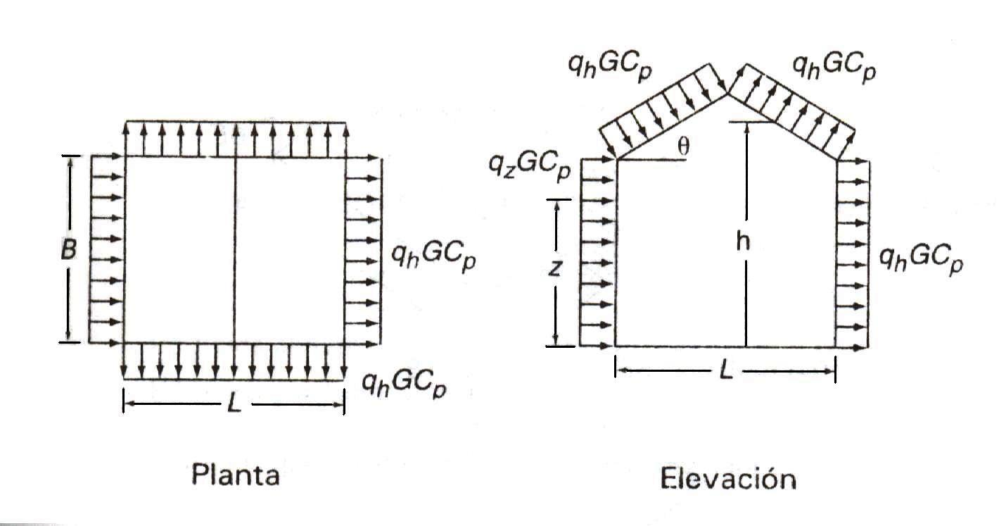 B
q_hGC_p
q_hGC_p
L
Planta
q_hGC_p
q_hGC_p
q_zGC_p
θ
z
h
q_hGC_p
L
Elevación